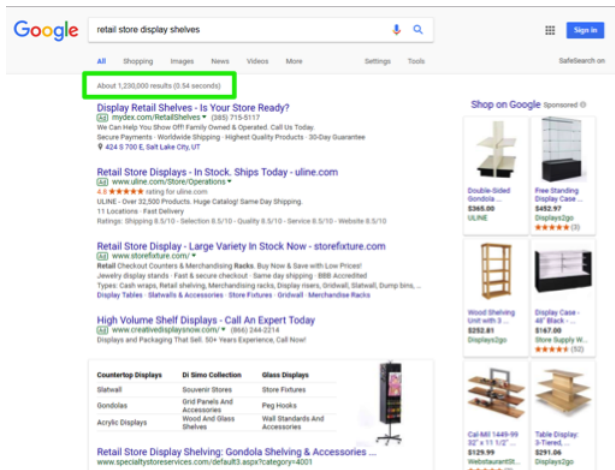 Google
retail store display shelves
Sign in
All Shopping Images News Videos More Settings Tools
SafeSearch on
About 1,230,000 results (0.54 seconds)
Display Retail Shelves - Is Your Store Ready?
Ad mydex.com/RetailShelves (385) 715-5117
We Can Help You Show Off! Family Owned & Operated. Call Us Today.
Secure Payments · Worldwide Shipping · Highest Quality Products · 30-Day Guarantee
424 S 700 E, Salt Lake City, UT
Retail Store Displays - In Stock. Ships Today - uline.com
Ad www.uline.com/Store/Operations
4.8 ★★★★★ rating for uline.com
ULINE - Over 32,500 Products. Huge Catalog! Same Day Shipping.
11 Locations · Fast Delivery
Ratings: Shipping 8.5/10 - Selection 8.5/10 - Quality 8.5/10 - Service 8.5/10 - Website 8.5/10
Retail Store Display - Large Variety In Stock Now - storefixture.com
Ad www.storefixture.com/
Retail Checkout Counters & Merchandising Racks. Buy Now & Save with Low Prices!
Jewelry display stands · Fast & secure checkout · Same day shipping · BBB Accredited
Types: Cash wraps, Retail shelving, Merchandising racks, Display risers, Gridwall, Slatwall, Dump bins, ...
Display Tables · Slatwalls & Accessories · Store Fixtures · Gridwall · Merchandise Racks
High Volume Shelf Displays - Call An Expert Today
Ad www.creativedisplaysnow.com/ (866) 244-2214
Displays and Packaging That Sell. 50+ Years Experience, Call Now!
Countertop Displays Di Simo Collection Glass Displays
Slatwall Souvenir Stores Store Fixtures
Gondolas Grid Panels And Accessories Peg Hooks
Acrylic Displays Wood And Glass Shelves Wall Standards And Accessories
Retail Store Display Shelving: Gondola Shelving & Accessories ...
www.specialtystoreservices.com/default3.aspx?category=4001
Shop on Google Sponsored
Double-Sided Gondola ...
$365.00
ULINE
Free Standing Display Case ...
$452.97
Displays2go
★★★★★ (3)
Wood Shelving Unit with 3 ...
$252.81
Displays2go
Display Case - 48" Black - ...
$167.00
Store Supply W...
★★★★★ (52)
Cal-Mil 1449-99 32" x 11 1/2" ...
$129.99
WebstaurantSt...
Table Display: 3-Tiered, ...
$291.06
Displays2go